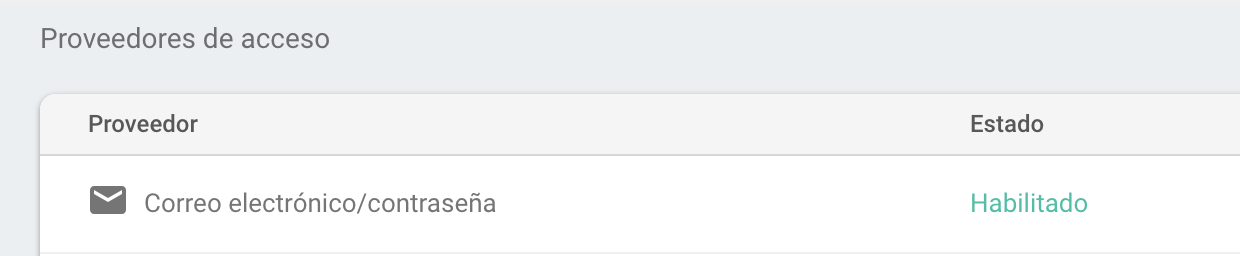 Proveedores de acceso
Proveedor Estado
Correo electrónico/contraseña Habilitado